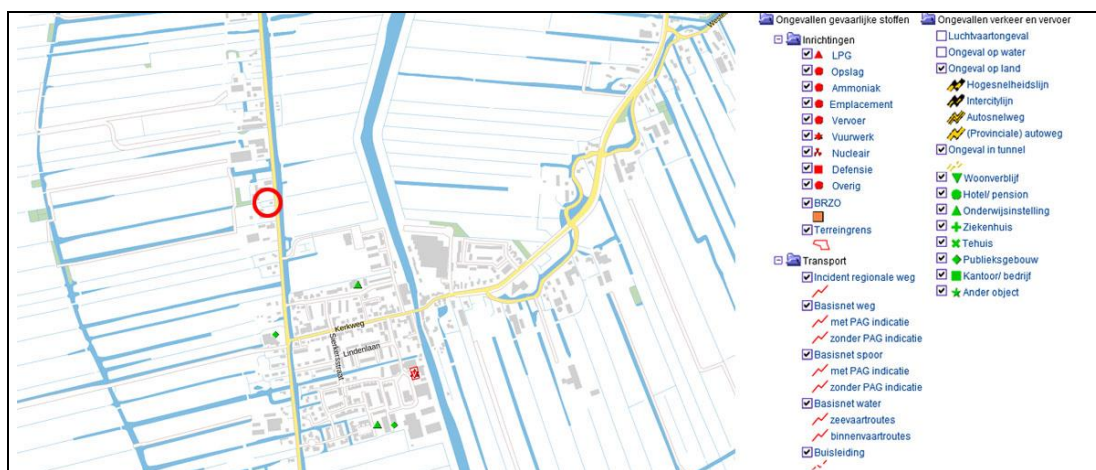 Kerkweg
Sierkersstraat
Lindenlaan
Ongevallen gevaarlijke stoffen
Inrichtingen
LPG
Opslag
Ammoniak
Emplacement
Vervoer
Vuurwerk
Nucleair
Defensie
Overig
BRZO
Terreingrens
Transport
Incident regionale weg
Basisnet weg
met PAG indicatie
zonder PAG indicatie
Basisnet spoor
met PAG indicatie
zonder PAG indicatie
Basisnet water
zeevaartroutes
binnenvaartroutes
Buisleiding
Ongevallen verkeer en vervoer
Luchtvaartongeval
Ongeval op water
Ongeval op land
Hogesnelheidslijn
Intercitylijn
Autosnelweg
(Provinciale) autoweg
Ongeval in tunnel
Woonverblijf
Hotel/ pension
Onderwijsinstelling
Ziekenhuis
Tehuis
Publieksgebouw
Kantoor/ bedrijf
Ander object